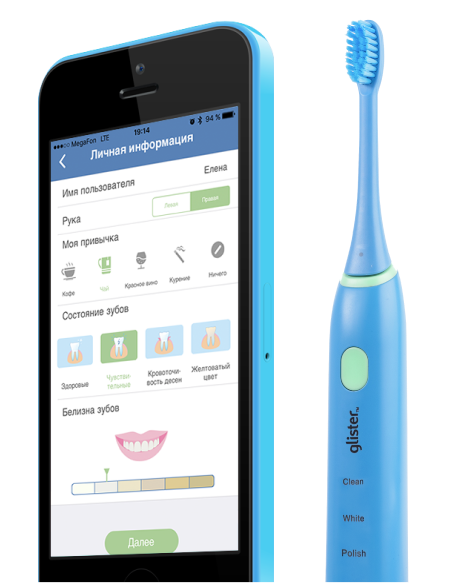 MegaFon LTE 19:14 94 %
Личная информация
Имя пользователя Елена
Рука Левая Правая
Моя привычка
Кофе Чай Красное вино Курение Ничего
Состояние зубов
Здоровые Чувстви-
тельные Кровоточи-
вость десен Желтоватый
цвет
Белизна зубов
Далее
glister™
Clean
White
Polish